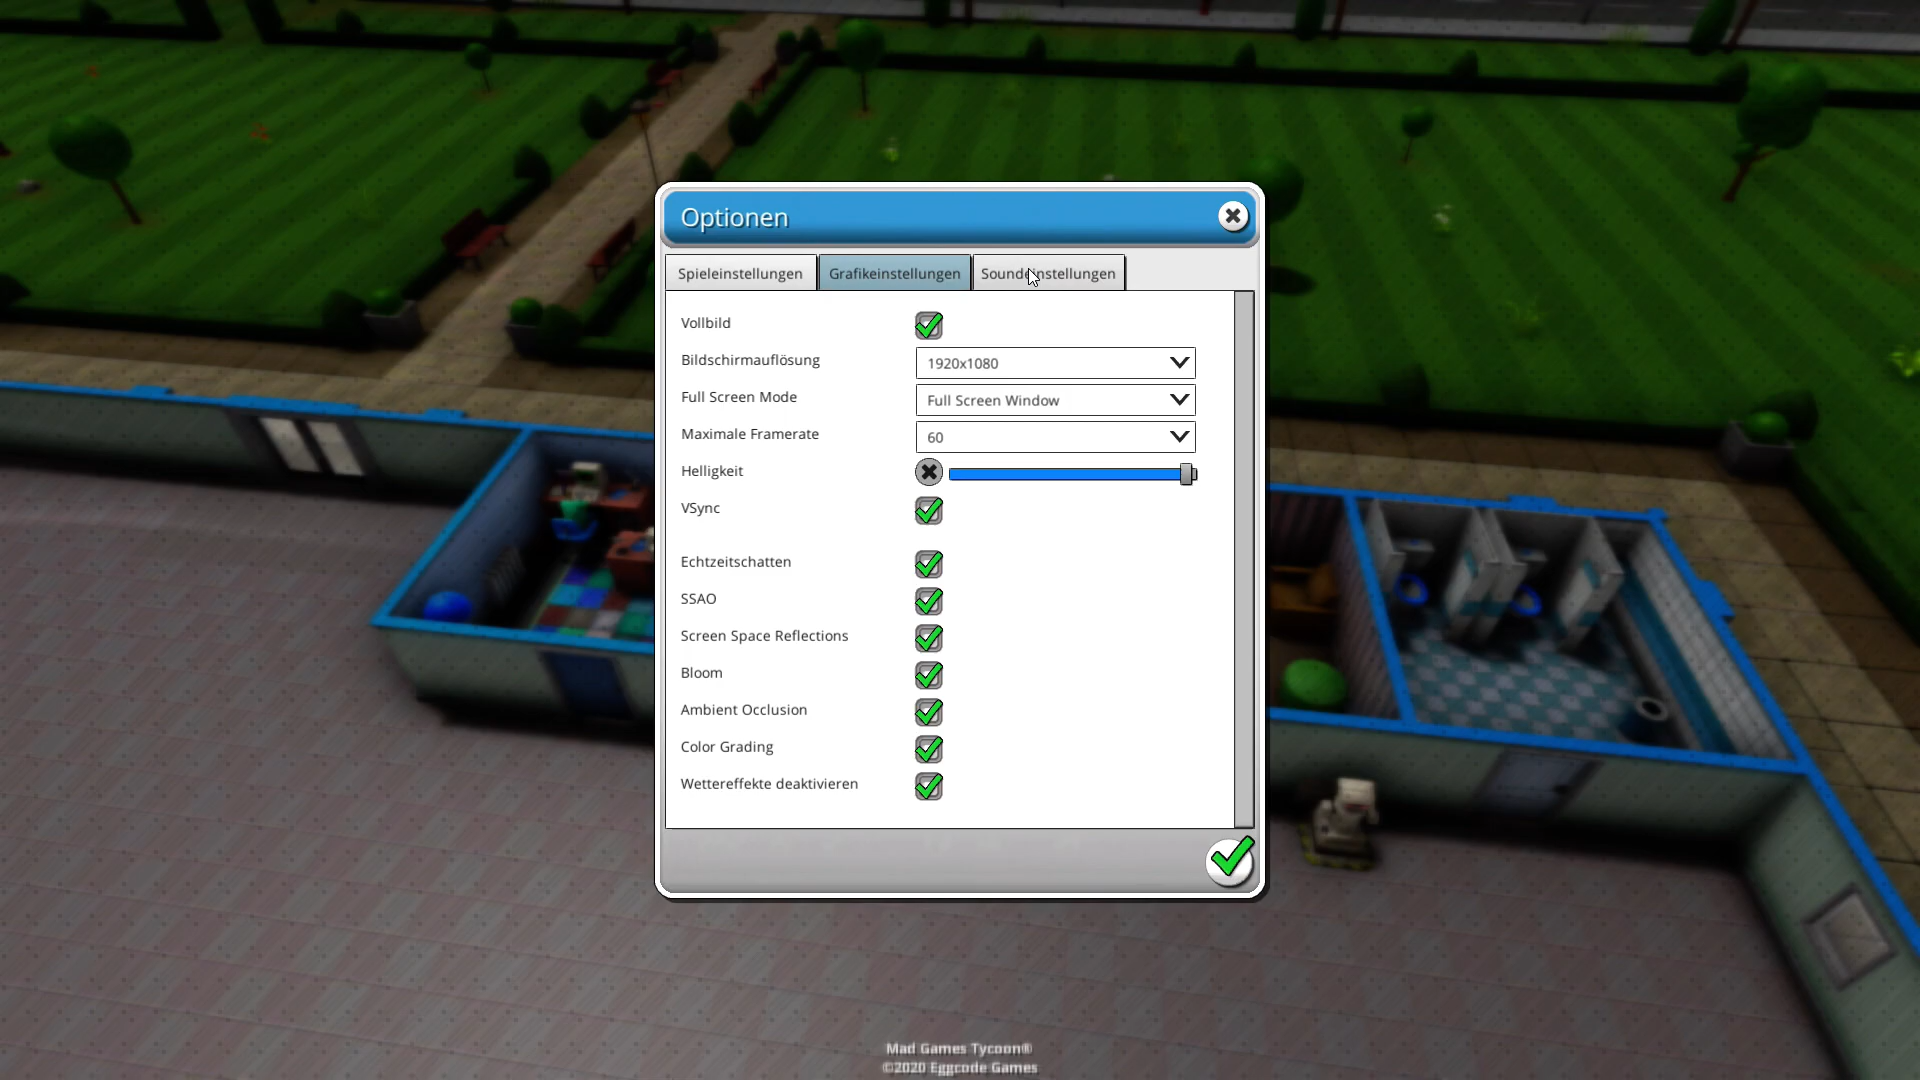 Optionen
Spieleinstellungen
Grafikeinstellungen
Soundeinstellungen
Vollbild
Bildschirmauflösung
1920x1080
Full Screen Mode
Full Screen Window
Maximale Framerate
60
Helligkeit
VSync
Echtzeitschatten
SSAO
Screen Space Reflections
Bloom
Ambient Occlusion
Color Grading
Wettereffekte deaktivieren
Mad Games Tycoon®
©2020 Eggcode Games